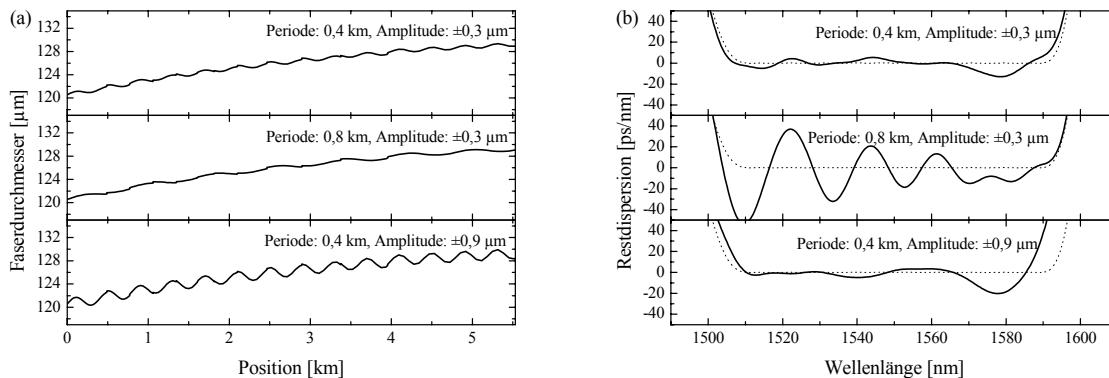 (a)
Periode: 0,4 km, Amplitude: ±0,3 µm
132
128
124
120
Periode: 0,8 km, Amplitude: ±0,3 µm
132
128
124
120
Periode: 0,4 km, Amplitude: ±0,9 µm
132
128
124
120
0 1 2 3 4 5
Faserdurchmesser [µm]
Position [km]
(b)
Periode: 0,4 km, Amplitude: ±0,3 µm
40
20
0
-20
-40
Periode: 0,8 km, Amplitude: ±0,3 µm
40
20
0
-20
-40
Periode: 0,4 km, Amplitude: ±0,9 µm
40
20
0
-20
-40
1500 1520 1540 1560 1580 1600
Restdispersion [ps/nm]
Wellenlänge [nm]